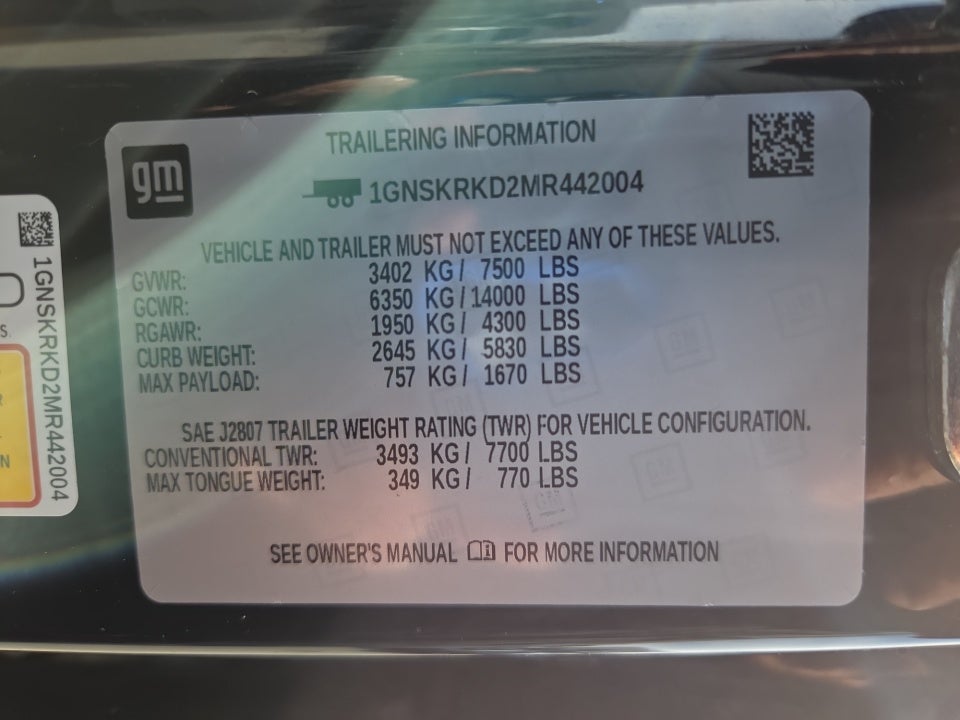 gm
TRAILERING INFORMATION
1GNSKRKD2MR442004
VEHICLE AND TRAILER MUST NOT EXCEED ANY OF THESE VALUES.
GVWR: 3402 KG / 7500 LBS
GCWR: 6350 KG / 14000 LBS
RGAWR: 1950 KG / 4300 LBS
CURB WEIGHT: 2645 KG / 5830 LBS
MAX PAYLOAD: 757 KG / 1670 LBS
SAE J2807 TRAILER WEIGHT RATING (TWR) FOR VEHICLE CONFIGURATION.
CONVENTIONAL TWR: 3493 KG / 7700 LBS
MAX TONGUE WEIGHT: 349 KG / 770 LBS
SEE OWNER'S MANUAL FOR MORE INFORMATION
1GNSKRKD2MR442004